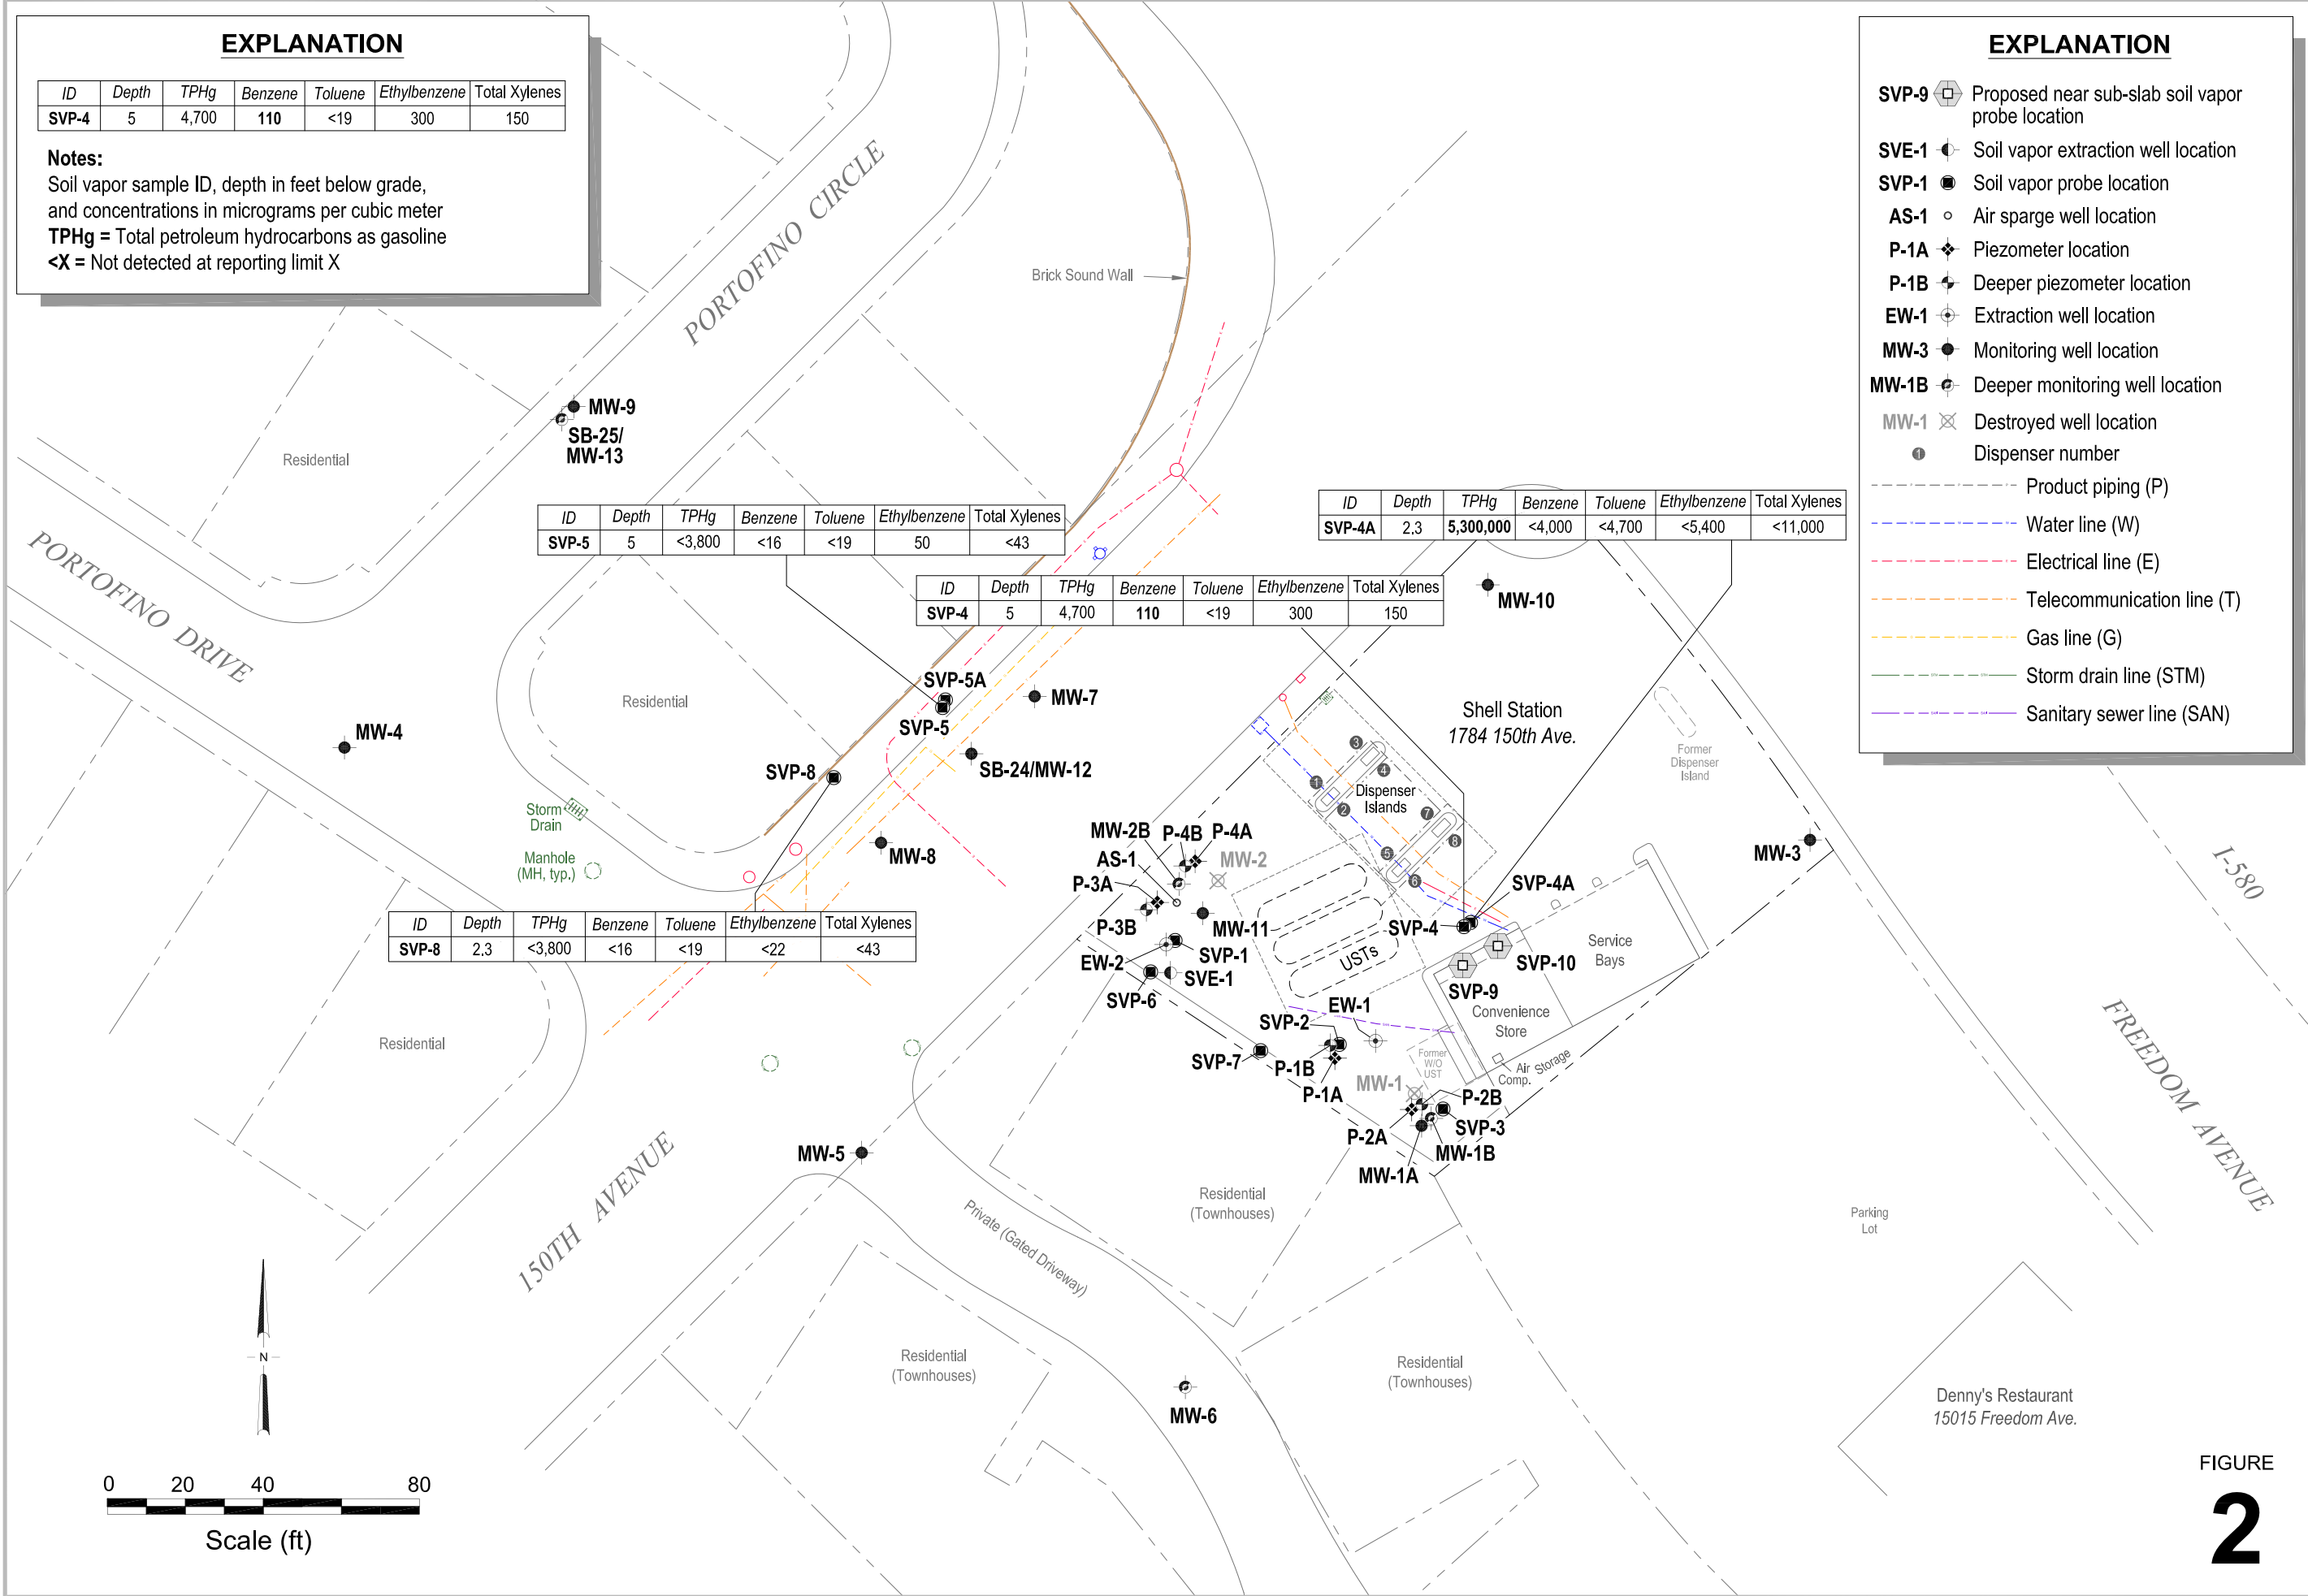 EXPLANATION
ID Depth TPHg Benzene Toluene Ethylbenzene Total Xylenes
SVP-4 5 4,700 110 <19 300 150
Notes:
Soil vapor sample ID, depth in feet below grade,
and concentrations in micrograms per cubic meter
TPHg = Total petroleum hydrocarbons as gasoline
<X = Not detected at reporting limit X
EXPLANATION
SVP-9 Proposed near sub-slab soil vapor
probe location
SVE-1 Soil vapor extraction well location
SVP-1 Soil vapor probe location
AS-1 Air sparge well location
P-1A Piezometer location
P-1B Deeper piezometer location
EW-1 Extraction well location
MW-3 Monitoring well location
MW-1B Deeper monitoring well location
MW-1 Destroyed well location
1 Dispenser number
Product piping (P)
Water line (W)
Electrical line (E)
Telecommunication line (T)
Gas line (G)
Storm drain line (STM)
Sanitary sewer line (SAN)
PORTOFINO CIRCLE
Brick Sound Wall
MW-9
SB-25/
MW-13
Residential
PORTOFINO DRIVE
ID Depth TPHg Benzene Toluene Ethylbenzene Total Xylenes
SVP-5 5 <3,800 <16 <19 50 <43
ID Depth TPHg Benzene Toluene Ethylbenzene Total Xylenes
SVP-4A 2.3 5,300,000 <4,000 <4,700 <5,400 <11,000
ID Depth TPHg Benzene Toluene Ethylbenzene Total Xylenes
SVP-4 5 4,700 110 <19 300 150
MW-10
SVP-5A
SVP-5
MW-7
Residential
MW-4
SVP-8
SB-24/MW-12
Storm
Drain
Manhole
(MH, typ.)
MW-8
Shell Station
1784 150th Ave.
Former
Dispenser
Island
3
4
1
2
Dispenser
Islands
7
8
5
6
MW-3
I-580
MW-2B
P-4B
P-4A
AS-1
MW-2
P-3A
P-3B
MW-11
SVP-4A
SVP-4
USTs
Service
Bays
SVP-10
SVP-9
EW-2
SVP-1
SVE-1
SVP-6
ID Depth TPHg Benzene Toluene Ethylbenzene Total Xylenes
SVP-8 2.3 <3,800 <16 <19 <22 <43
Convenience
Store
EW-1
SVP-2
SVP-7
P-1B
P-1A
Former
W/O
UST
Air
Comp.
Storage
MW-1
P-2B
P-2A
SVP-3
MW-1B
MW-1A
FREEDOM AVENUE
Residential
MW-5
150TH AVENUE
Private (Gated Driveway)
Residential
(Townhouses)
Parking
Lot
N
Residential
(Townhouses)
Residential
(Townhouses)
MW-6
Denny's Restaurant
15015 Freedom Ave.
0 20 40 80
Scale (ft)
FIGURE
2